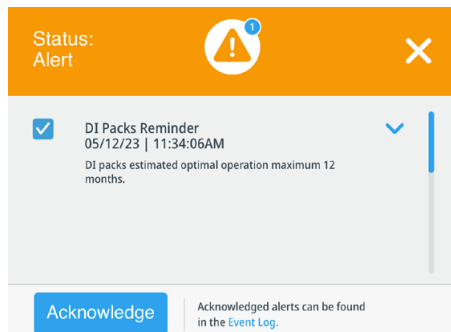 Status:
Alert
1
DI Packs Reminder
05/12/23 | 11:34:06AM
DI packs estimated optimal operation maximum 12
months.
Acknowledge
Acknowledged alerts can be found
in the Event Log.